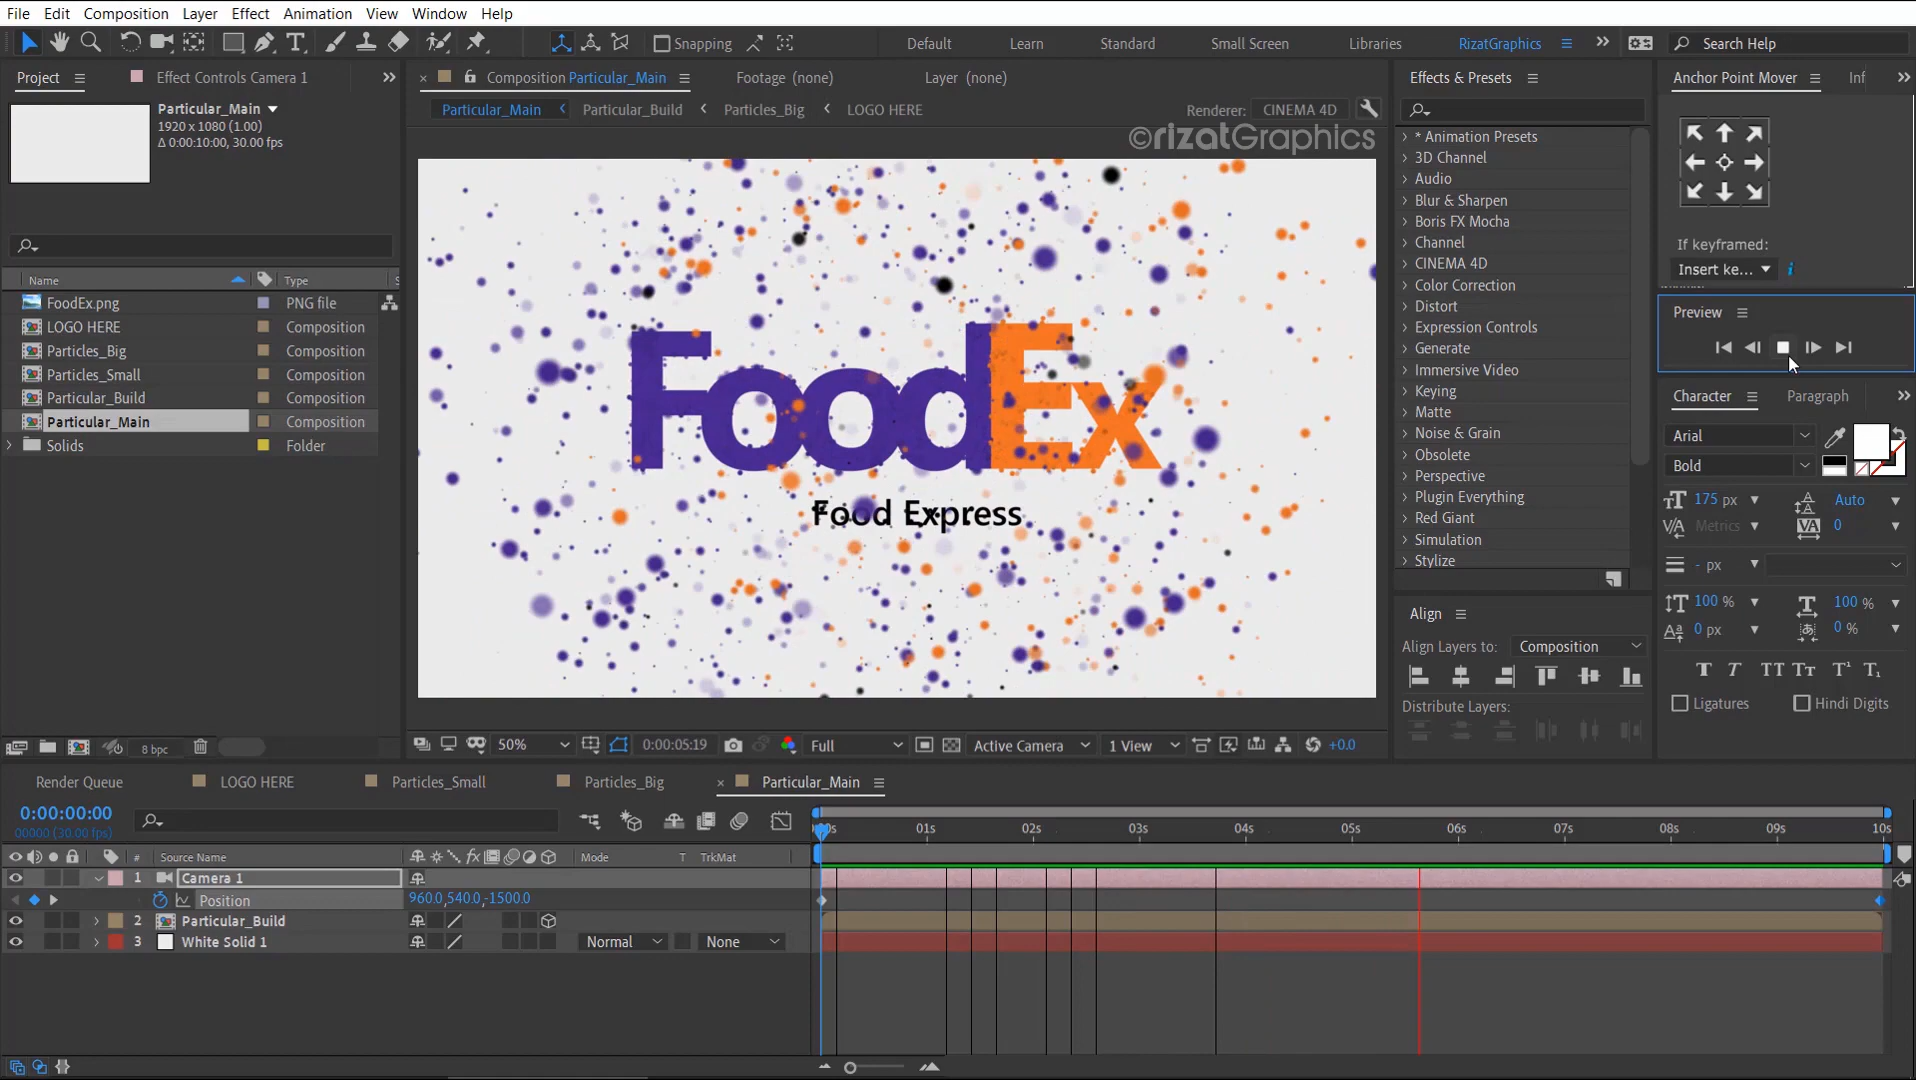 File Edit Composition Layer Effect Animation View Window Help
Snapping
Default Learn Standard Small Screen Libraries RizatGraphics
Search Help
Project Effect Controls Camera 1
Composition Particular_Main Footage (none) Layer (none)
Effects & Presets
Anchor Point Mover Inf
Particular_Main
1920 x 1080 (1.00)
Δ 0:00:10:00, 30.00 fps
Particular_Main Particular_Build Particles_Big LOGO HERE
Renderer: CINEMA 4D
©rizatGraphics
Name Type S
FoodEx.png PNG file
LOGO HERE Composition
Particles_Big Composition
Particles_Small Composition
Particular_Build Composition
Particular_Main Composition
Solids Folder
8 bpc
FoodEx
Food Express
50% 0:00:05:19 Full Active Camera 1 View +0.0
* Animation Presets
3D Channel
Audio
Blur & Sharpen
Boris FX Mocha
Channel
CINEMA 4D
Color Correction
Distort
Expression Controls
Generate
Immersive Video
Keying
Matte
Noise & Grain
Obsolete
Perspective
Plugin Everything
Red Giant
Simulation
Stylize
Align
Align Layers to: Composition
Distribute Layers:
If keyframed:
Insert ke...
Preview
Character Paragraph
Arial
Bold
175 px Auto
Metrics 0
- px
100 % 100 %
0 px 0 %
T T TT Tt T¹ T₁
Ligatures Hindi Digits
Render Queue LOGO HERE Particles_Small Particles_Big Particular_Main
0:00:00:00
00000 (30.00 fps)
01s 02s 03s 04s 05s 06s 07s 08s 09s 10s
# Source Name fx Mode T TrkMat
1 Camera 1
Position 960.0,540.0,-1500.0
2 Particular_Build
3 White Solid 1 Normal None